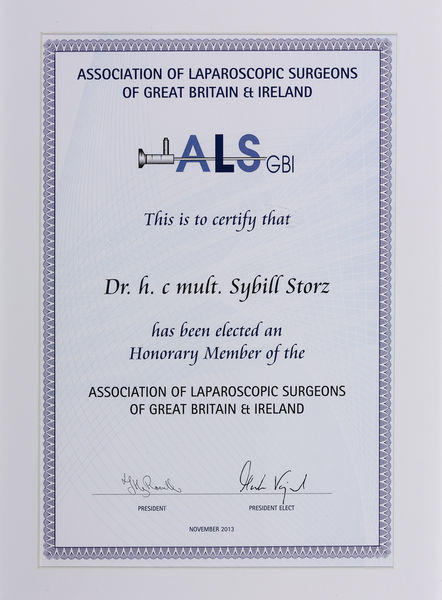 ASSOCIATION OF LAPAROSCOPIC SURGEONS
OF GREAT BRITAIN & IRELAND
ALS GBI
This is to certify that
Dr. h. c mult. Sybill Storz
has been elected an
Honorary Member of the
ASSOCIATION OF LAPAROSCOPIC SURGEONS
OF GREAT BRITAIN & IRELAND
PRESIDENT
PRESIDENT ELECT
NOVEMBER 2013